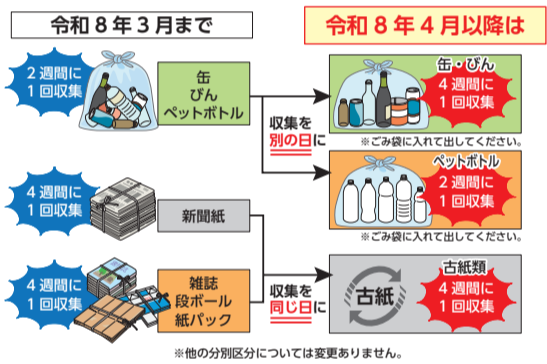 令和8年3月まで
令和8年4月以降は
2週間に
1回収集
缶
びん
ペットボトル
収集を
別の日に
缶・びん
4週間に
1回収集
※ごみ袋に入れて出してください。
ペットボトル
2週間に
1回収集
※ごみ袋に入れて出してください。
4週間に
1回収集
新聞紙
4週間に
1回収集
雑誌
段ボール
紙パック
収集を
同じ日に
古紙類
古紙
4週間に
1回収集
※他の分別区分については変更ありません。